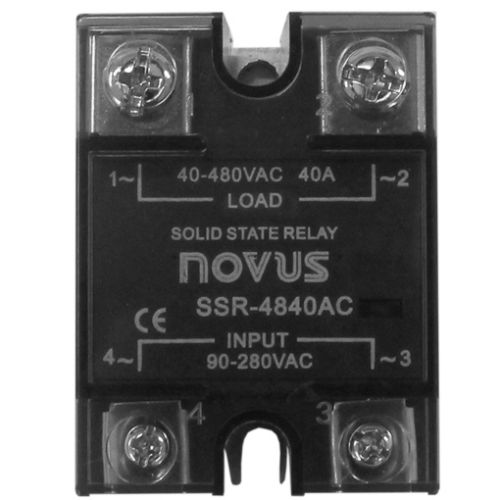 2
1~ 40-480VAC 40A ~2
LOAD
SOLID STATE RELAY
NOVUS
SSR-4840AC
CE
INPUT
4~ 90-280VAC ~3
4 3